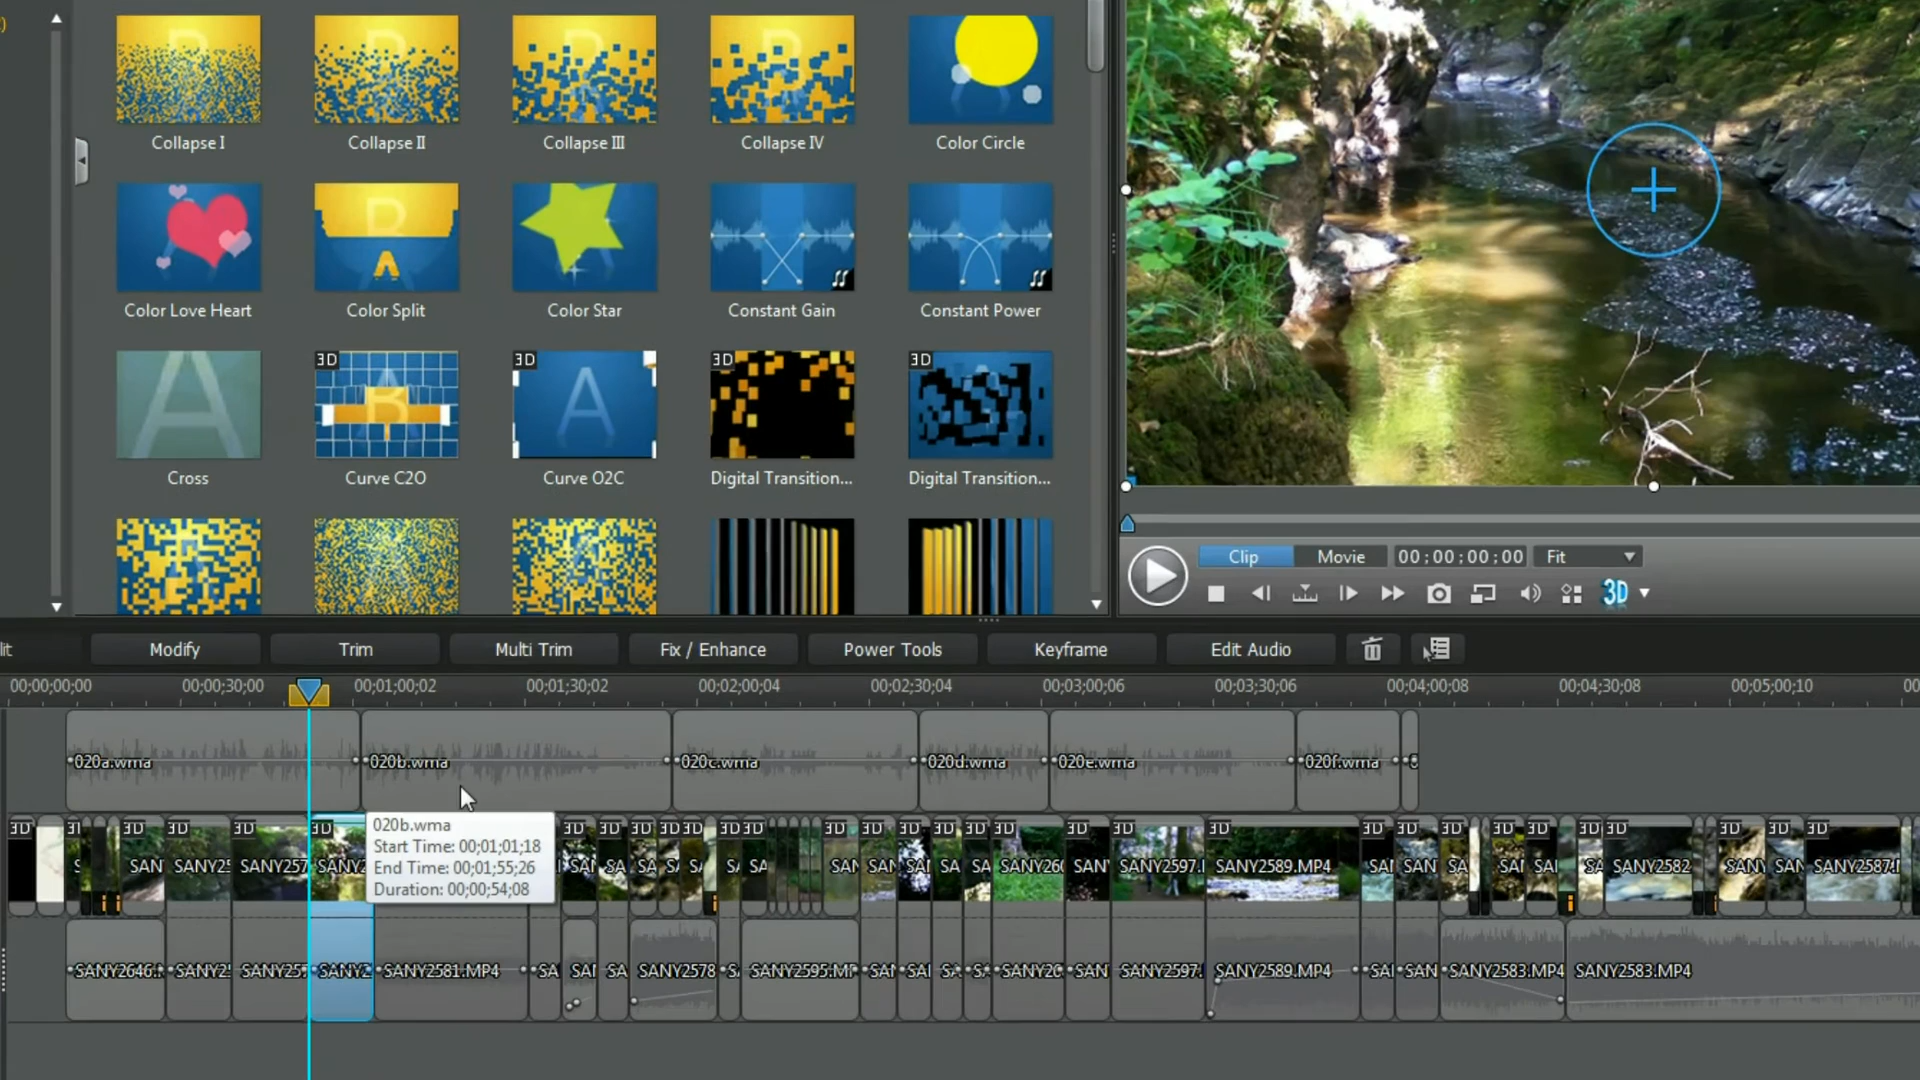 Collapse I
Collapse II
Collapse III
Collapse IV
Color Circle
Color Love Heart
Color Split
Color Star
Constant Gain
Constant Power
3D
3D
3D
3D
Cross
Curve C2O
Curve O2C
Digital Transition...
Digital Transition...
Clip
Movie
00;00;00;00
Fit
3D
lit
Modify
Trim
Multi Trim
Fix / Enhance
Power Tools
Keyframe
Edit Audio
00;00;00;00
00;00;30;00
00;01;00;02
00;01;30;02
00;02;00;04
00;02;30;04
00;03;00;06
00;03;30;06
00;04;00;08
00;04;30;08
00;05;00;10
020a.wma
020b.wma
020c.wma
020d.wma
020e.wma
020f.wma
020b.wma
Start Time: 00;01;01;18
End Time: 00;01;55;26
Duration: 00;00;54;08
SANY257
SANY2597.
SANY2589.MP4
SANY2582
SANY2587.
SANY2646.
SANY2581.MP4
SANY2578
SANY2595.
SANY2597.
SANY2589.MP4
SANY2583.MP4
SANY2583.MP4